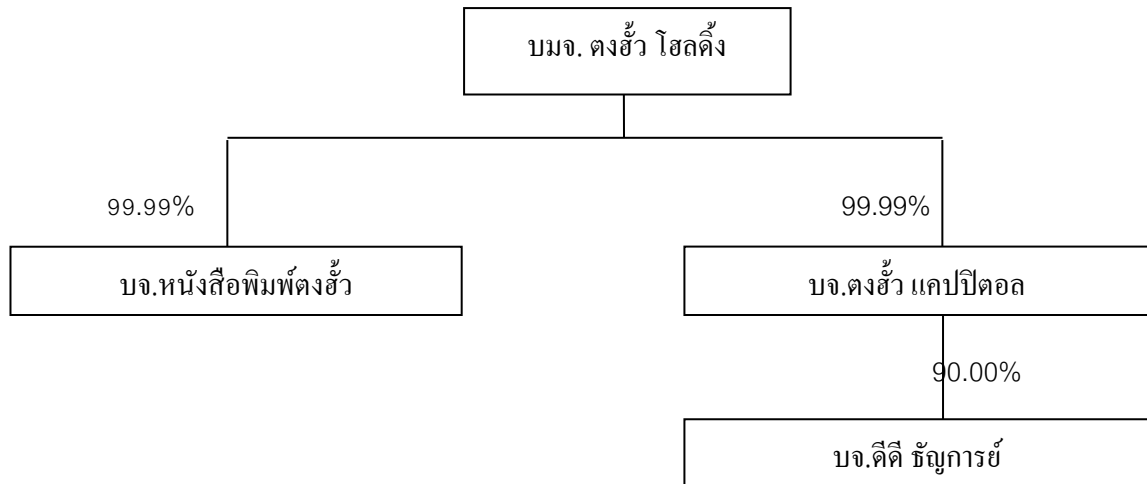 บมจ. ตงฮั้ว โฮลดิ้ง
99.99%
99.99%
บจ.หนังสือพิมพ์ตงฮั้ว
บจ.ตงฮั้ว แคปปิตอล
90.00%
บจ.ดีดี ธัญการย์